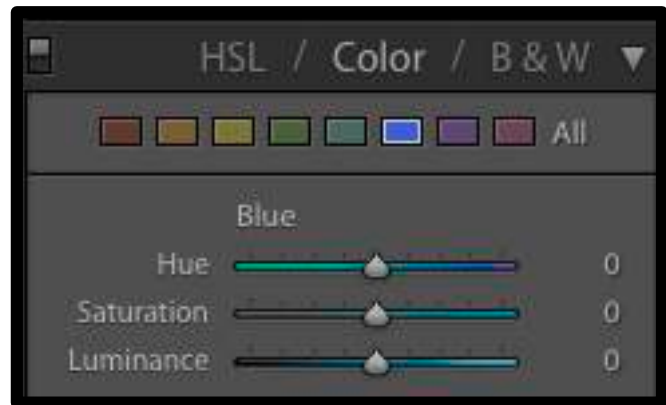 HSL / Color / B & W
All
Blue
Hue 0
Saturation 0
Luminance 0